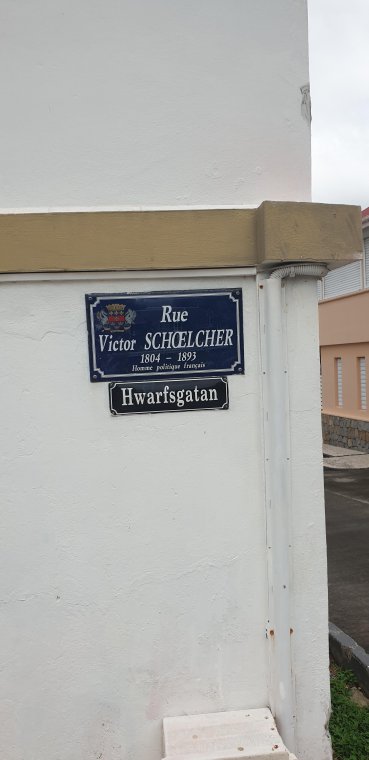 Rue
Victor SCHŒLCHER
1804 - 1893
Homme politique français
Hwarfsgatan